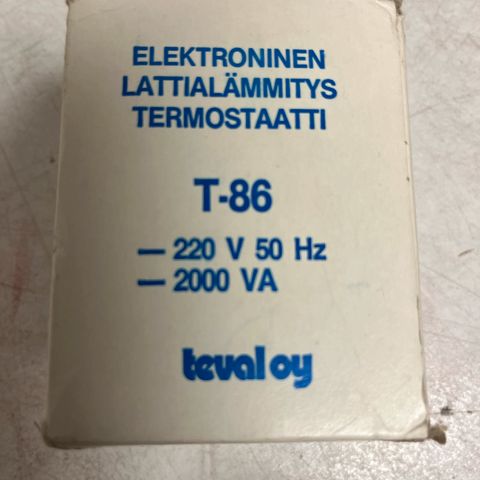 ELEKTRONINEN
LATTIALÄMMITYS
TERMOSTAATTI
T-86
— 220 V 50 Hz
— 2000 VA
teval oy